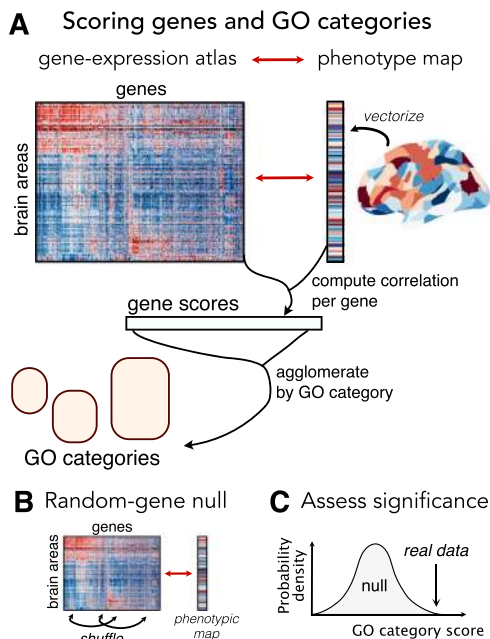 A Scoring genes and GO categories
gene-expression atlas phenotype map
genes
brain areas
vectorize
compute correlation
per gene
gene scores
agglomerate
by GO category
GO categories
B Random-gene null
genes
brain areas
shuffle
phenotypic
map
C Assess significance
Probability
density
real data
null
GO category score